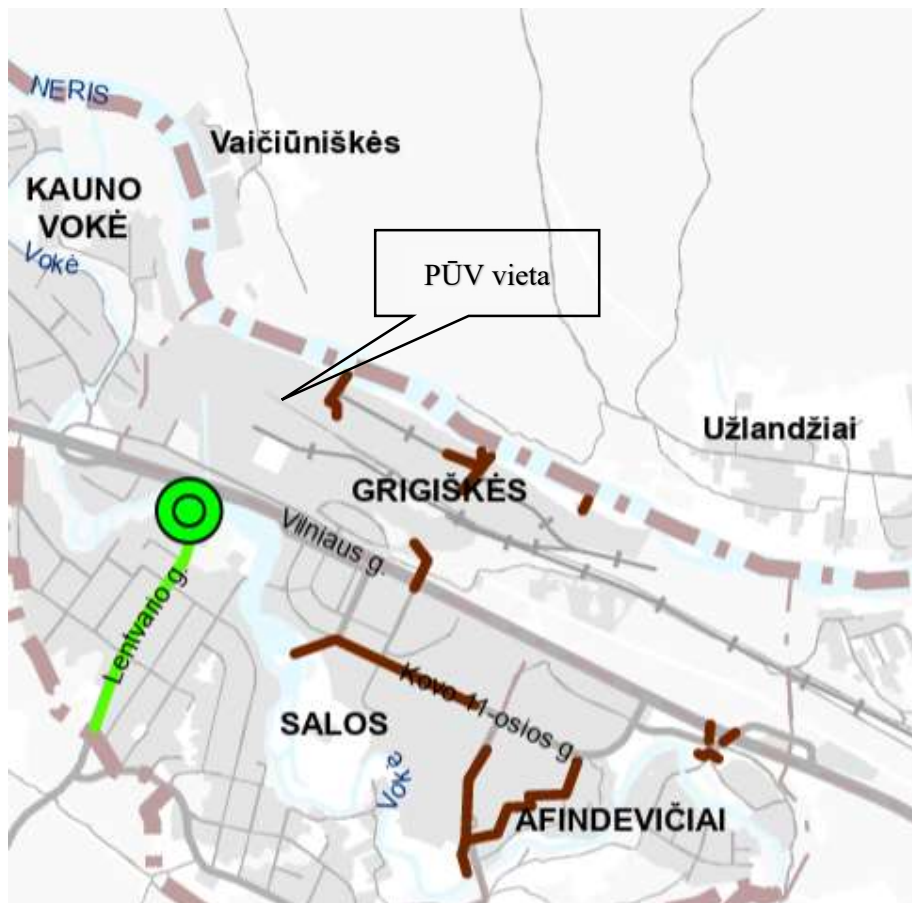 NERIS
Vaičiūniškės
KAUNO
VOKĖ
Vokė
PŪV vieta
Užlandžiai
GRIGIŠKĖS
Vilniaus g.
Lentvario g.
Kovo 11-osios g.
SALOS
Vokė
AFINDEVIČIAI